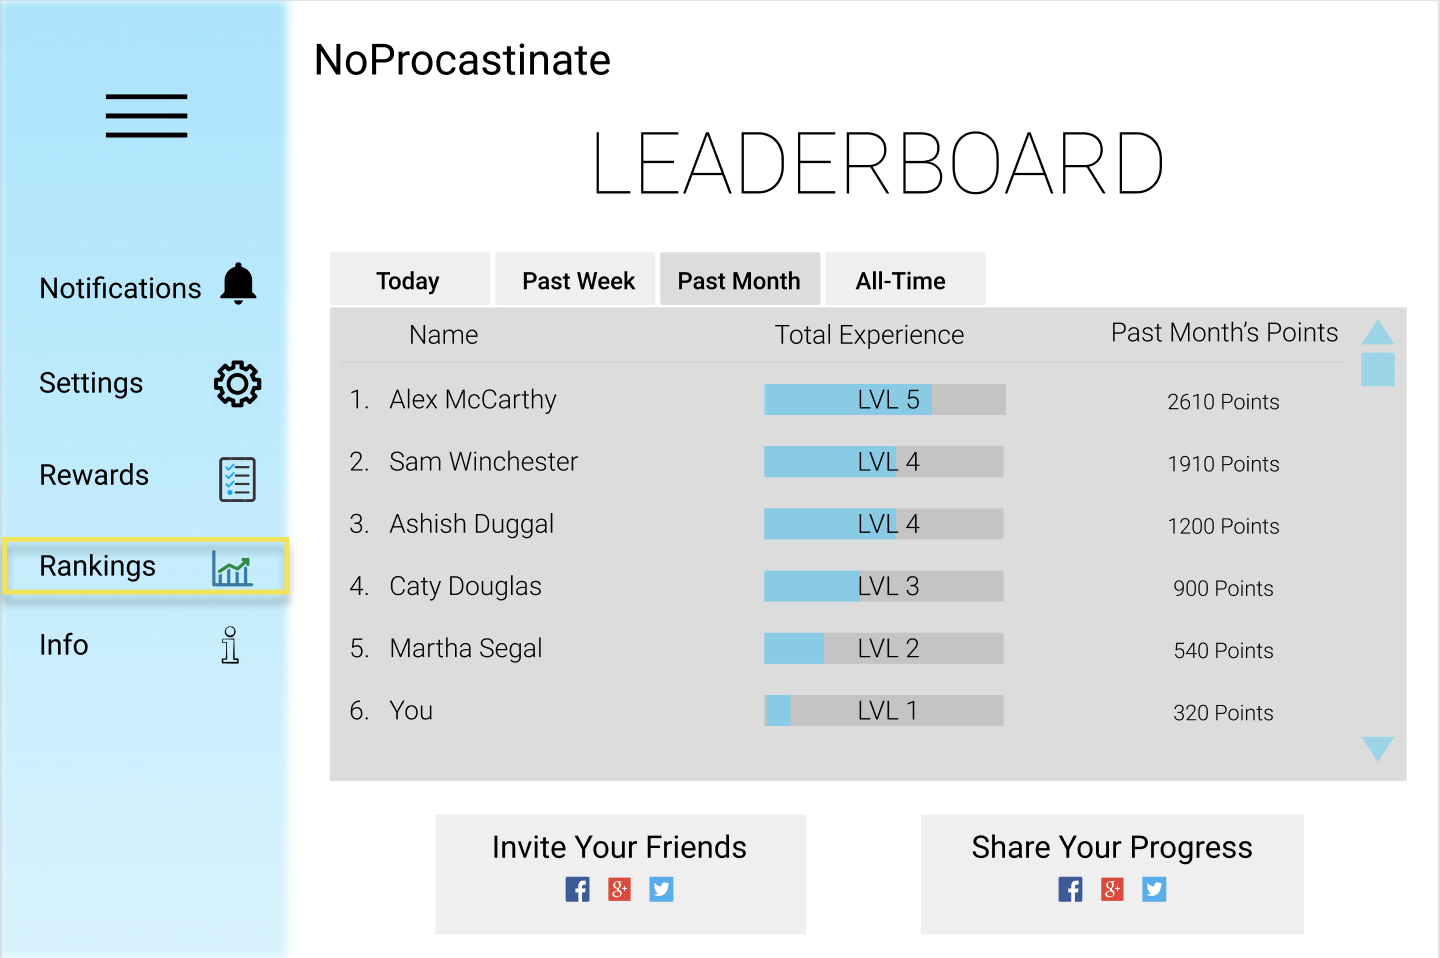 NoProcastinate
LEADERBOARD
Notifications
Settings
Rewards
Rankings
Info
Today Past Week Past Month All-Time
Name Total Experience Past Month’s Points
1. Alex McCarthy LVL 5 2610 Points
2. Sam Winchester LVL 4 1910 Points
3. Ashish Duggal LVL 4 1200 Points
4. Caty Douglas LVL 3 900 Points
5. Martha Segal LVL 2 540 Points
6. You LVL 1 320 Points
Invite Your Friends Share Your Progress